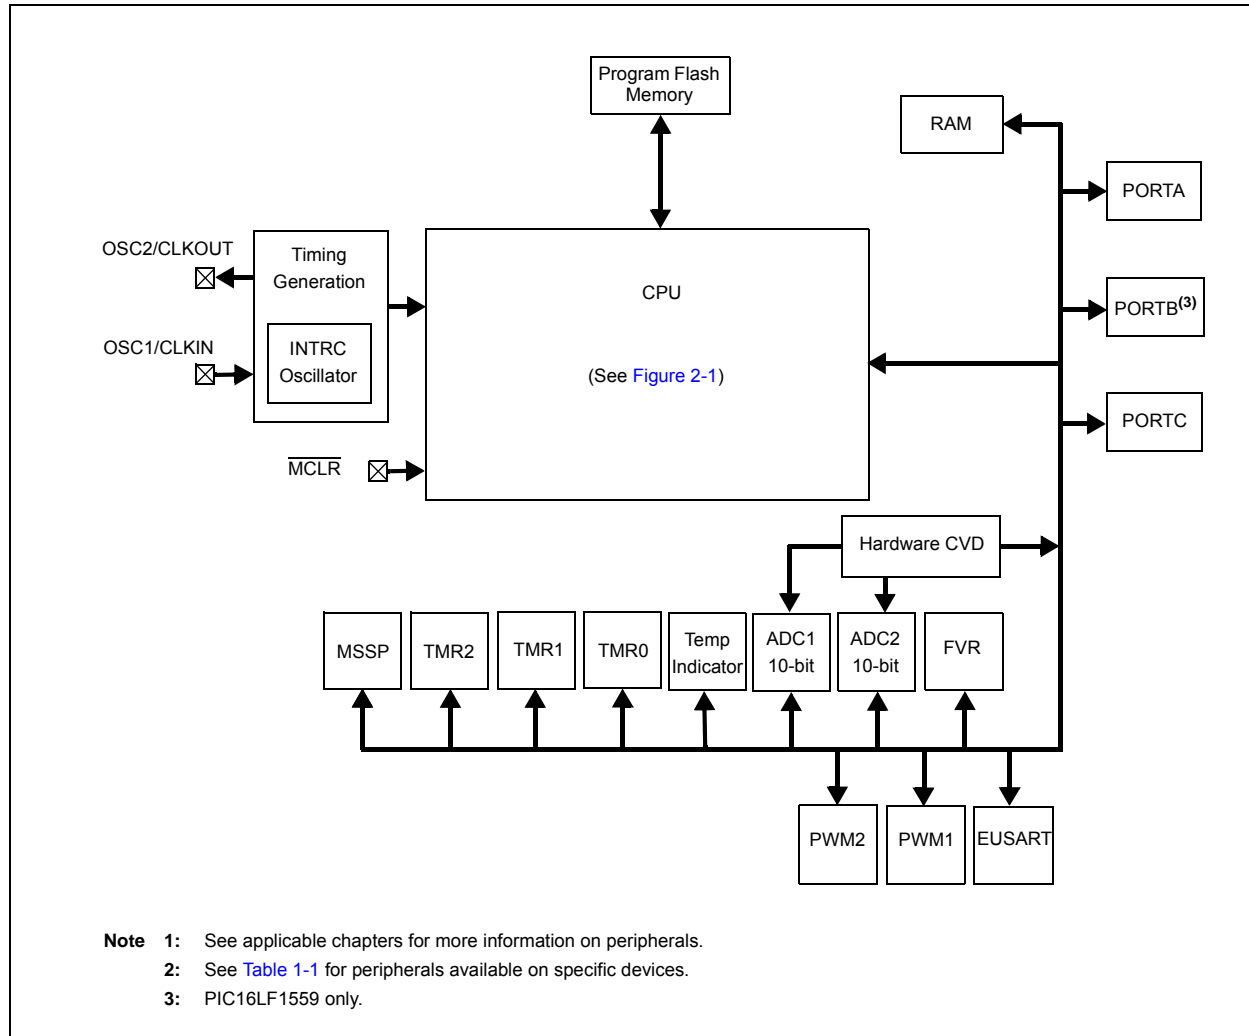 Program Flash
Memory
RAM
PORTA
OSC2/CLKOUT
Timing
Generation
CPU
PORTB(3)
OSC1/CLKIN
INTRC
Oscillator
(See Figure 2-1)
PORTC
MCLR
Hardware CVD
MSSP
TMR2
TMR1
TMR0
Temp
Indicator
ADC1
10-bit
ADC2
10-bit
FVR
PWM2
PWM1
EUSART
Note 1: See applicable chapters for more information on peripherals.
2: See Table 1-1 for peripherals available on specific devices.
3: PIC16LF1559 only.